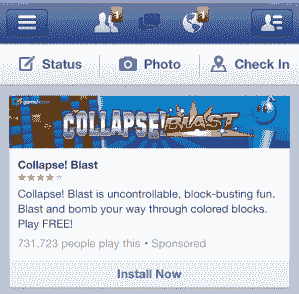 Status Photo Check In
gamehouse
COLLAPSE! BLAST
Collapse! Blast
Collapse! Blast is uncontrollable, block-busting fun.
Blast and bomb your way through colored blocks.
Play FREE!
731,723 people play this • Sponsored
Install Now